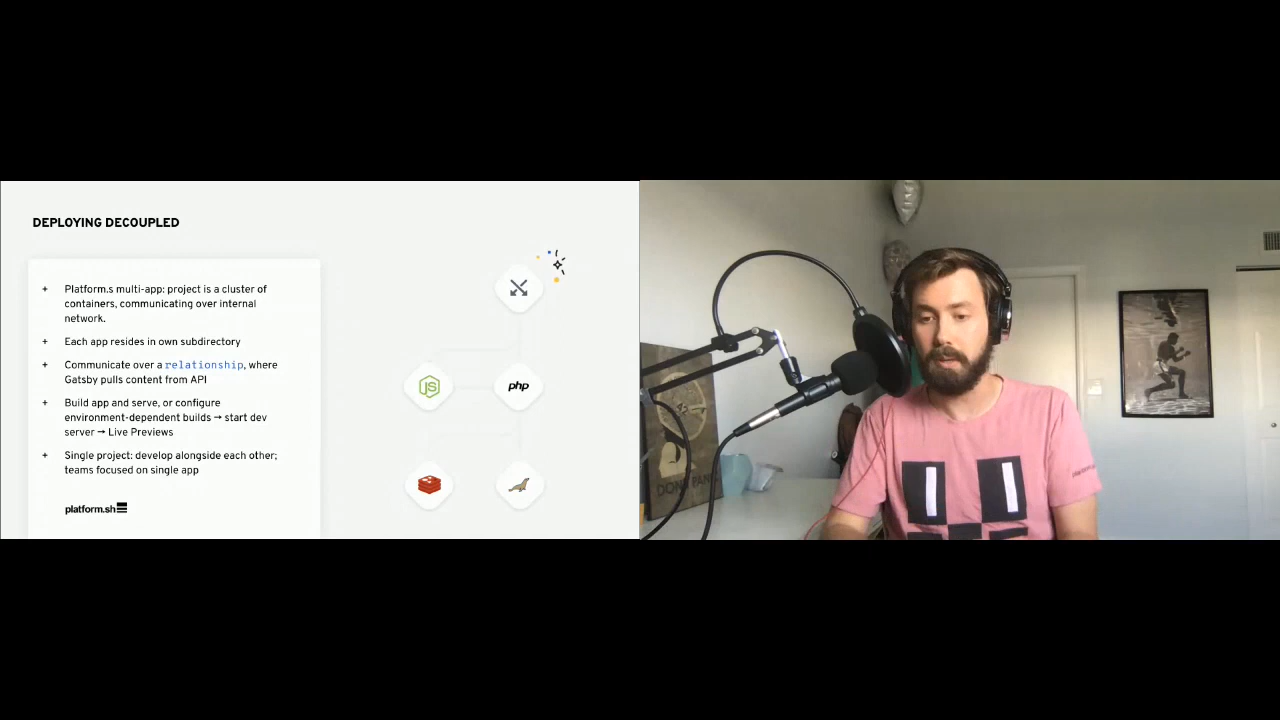 DEPLOYING DECOUPLED
+ Platform.s multi-app: project is a cluster of
containers, communicating over internal
network.
+ Each app resides in own subdirectory
+ Communicate over a relationship, where
Gatsby pulls content from API
+ Build app and serve, or configure
environment-dependent builds → start dev
server → Live Previews
+ Single project: develop alongside each other;
teams focused on single app
platform.sh
JS
php
DON'T PANIC